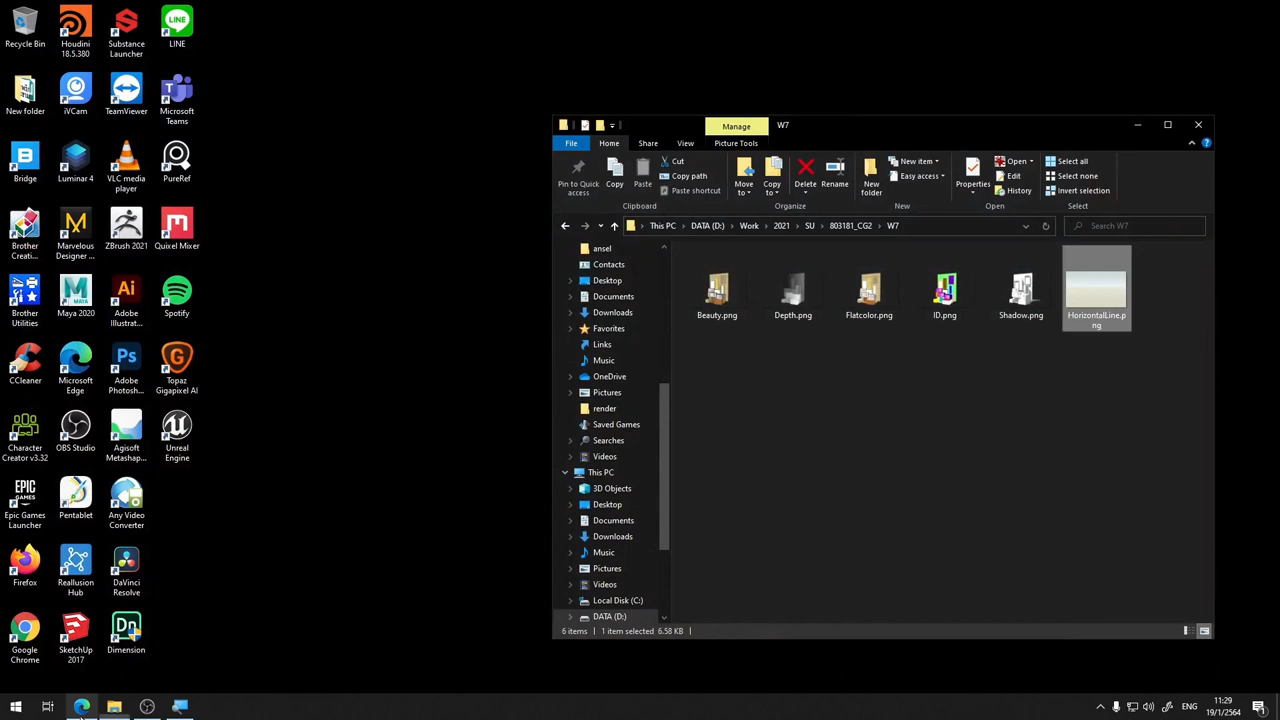 Recycle Bin
Houdini
18.5.380
Substance
Launcher
LINE
New folder
iVCam
TeamViewer
Microsoft
Teams
Bridge
Luminar 4
VLC media
player
PureRef
Brother
Creati...
Marvelous
Designer ...
ZBrush 2021
Quixel Mixer
Brother
Utilities
Maya 2020
Adobe
Illustrat...
Spotify
CCleaner
Microsoft
Edge
Adobe
Photosh...
Topaz
Gigapixel AI
Character
Creator v3.32
OBS Studio
Agisoft
Metashap...
Unreal
Engine
Epic Games
Launcher
Pentablet
Any Video
Converter
Firefox
Reallusion
Hub
DaVinci
Resolve
Google
Chrome
SketchUp
2017
Dimension
Manage
W7
File
Home
Share
View
Picture Tools
Pin to Quick
access
Copy
Paste
Cut
Copy path
Paste shortcut
Clipboard
Move
to
Copy
to
Delete
Rename
Organize
New
folder
New item
Easy access
New
Properties
Open
Edit
History
Open
Select all
Select none
Invert selection
Select
This PC
DATA (D:)
Work
2021
SU
803181_CG2
W7
Search W7
ansel
Contacts
Desktop
Documents
Downloads
Favorites
Links
Music
OneDrive
Pictures
render
Saved Games
Searches
Videos
This PC
3D Objects
Desktop
Documents
Downloads
Music
Pictures
Videos
Local Disk (C:)
DATA (D:)
Beauty.png
Depth.png
Flatcolor.png
ID.png
Shadow.png
HorizontalLine.p
ng
6 items
1 item selected 6.58 KB
ENG
11:29
19/1/2564